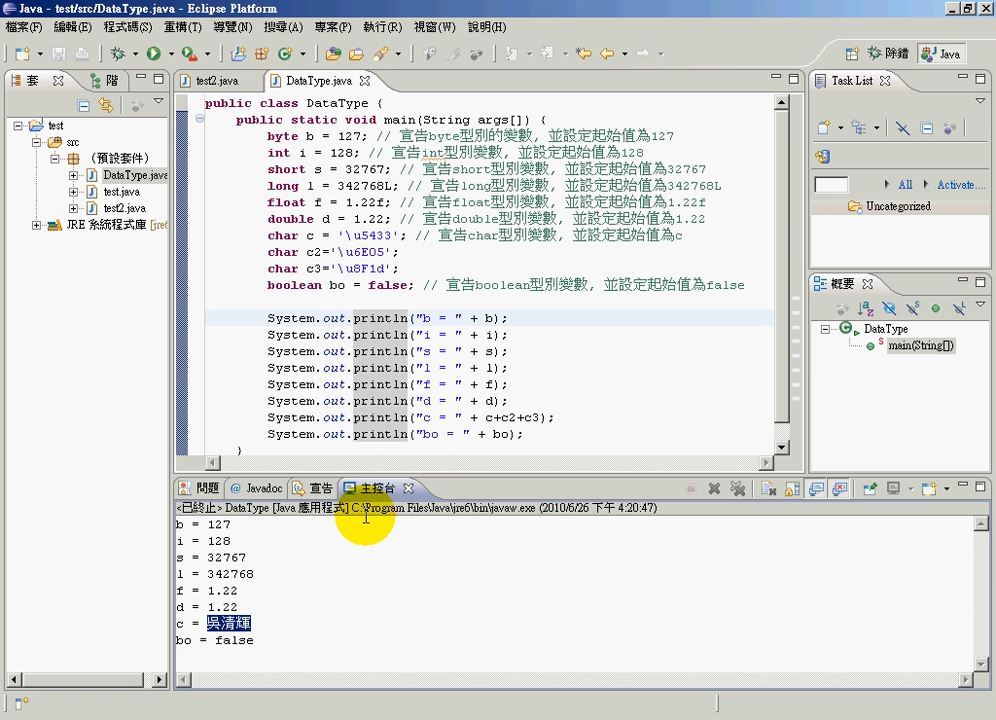 Java - test/src/DataType.java - Eclipse Platform
檔案(F) 編輯(E) 程式碼(S) 重構(T) 導覽(N) 搜尋(A) 專案(P) 執行(R) 視窗(W) 說明(H)
除錯 Java
套 階
test
src
(預設套件)
DataType.java
test.java
test2.java
JRE 系統程式庫 [jre6
test2.java DataType.java
public class DataType {
public static void main(String args[]) {
byte b = 127; // 宣告byte型別的變數, 並設定起始值為127
int i = 128; // 宣告int型別變數, 並設定起始值為128
short s = 32767; // 宣告short型別變數, 並設定起始值為32767
long l = 342768L; // 宣告long型別變數, 並設定起始值為342768L
float f = 1.22f; // 宣告float型別變數, 並設定起始值為1.22f
double d = 1.22; // 宣告double型別變數, 並設定起始值為1.22
char c = '\u5433'; // 宣告char型別變數, 並設定起始值為c
char c2='\u6E05';
char c3='\u8F1d';
boolean bo = false; // 宣告boolean型別變數, 並設定起始值為false
System.out.println("b = " + b);
System.out.println("i = " + i);
System.out.println("s = " + s);
System.out.println("l = " + l);
System.out.println("f = " + f);
System.out.println("d = " + d);
System.out.println("c = " + c+c2+c3);
System.out.println("bo = " + bo);
}
Task List
All Activate...
Uncategorized
概要
DataType
main(String[])
問題 @ Javadoc 宣告 主控台
<已終止> DataType [Java 應用程式] C:\Program Files\Java\jre6\bin\javaw.exe (2010/6/26 下午 4:20:47)
b = 127
i = 128
s = 32767
l = 342768
f = 1.22
d = 1.22
c = 吳清輝
bo = false